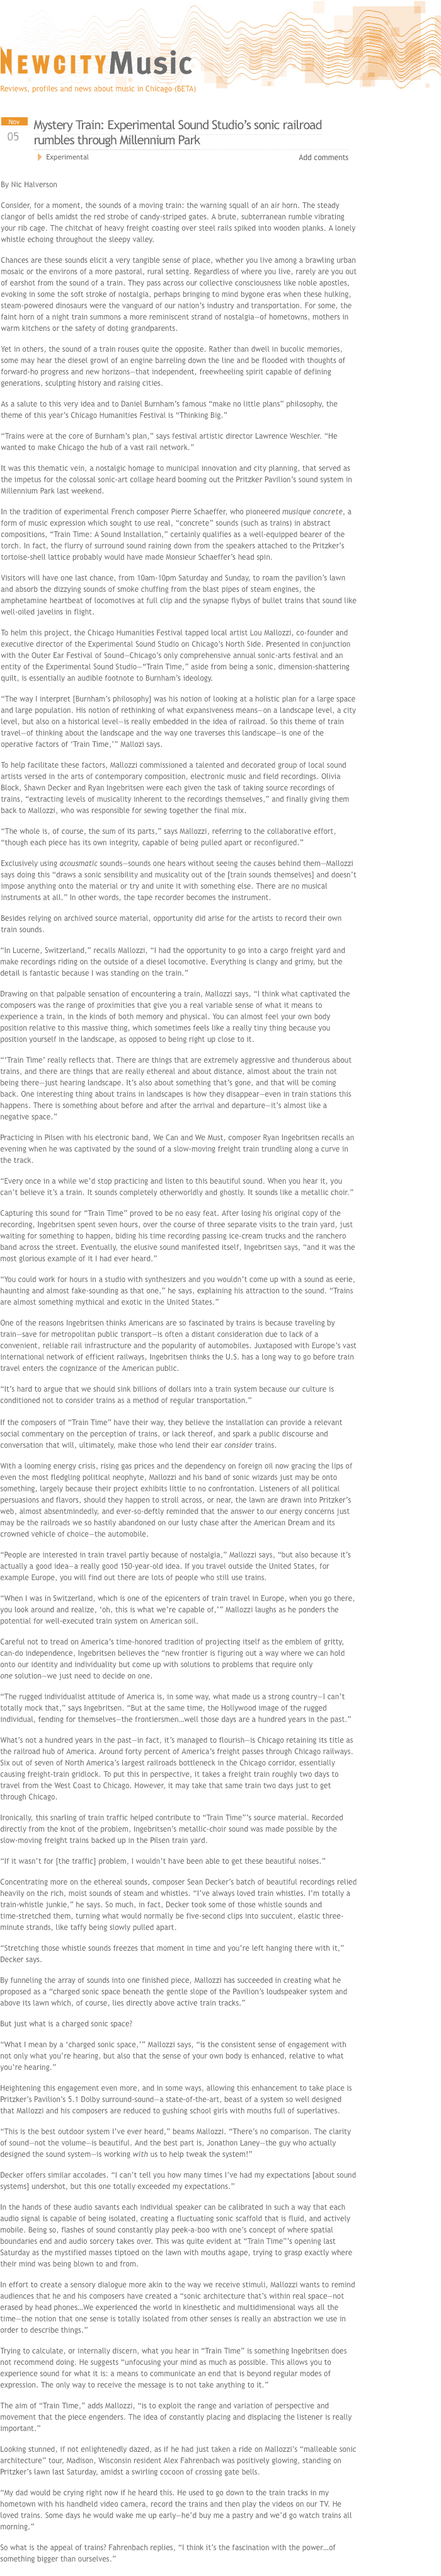 NEWCITYMusic
Reviews, profiles and news about music in Chicago (BETA)
Nov
05
Mystery Train: Experimental Sound Studio's sonic railroad
rumbles through Millennium Park
Experimental
Add comments
By Nic Halverson
Consider, for a moment, the sounds of a moving train: the warning squall of an air horn. The steady
clangor of bells amidst the red strobe of candy-striped gates. A brute, subterranean rumble vibrating
your rib cage. The chitchat of heavy freight coasting over steel rails spiked into wooden planks. A lonely
whistle echoing throughout the sleepy valley.
Chances are these sounds elicit a very tangible sense of place, whether you live among a brawling urban
mosaic or the environs of a more pastoral, rural setting. Regardless of where you live, rarely are you out
of earshot from the sound of a train. They pass across our collective consciousness like noble apostles,
evoking in some the soft stroke of nostalgia, perhaps bringing to mind bygone eras when these hulking,
steam-powered dinosaurs were the vanguard of our nation's industry and transportation. For some, the
faint horn of a night train summons a more reminiscent strand of nostalgia—of hometowns, mothers in
warm kitchens or the safety of doting grandparents.
Yet in others, the sound of a train rouses quite the opposite. Rather than dwell in bucolic memories,
some may hear the diesel growl of an engine barreling down the line and be flooded with thoughts of
forward-ho progress and new horizons—that independent, freewheeling spirit capable of defining
generations, sculpting history and raising cities.
As a salute to this very idea and to Daniel Burnham's famous “make no little plans” philosophy, the
theme of this year's Chicago Humanities Festival is “Thinking Big.”
“Trains were at the core of Burnham's plan,” says festival artistic director Lawrence Weschler. “He
wanted to make Chicago the hub of a vast rail network.”
It was this thematic vein, a nostalgic homage to municipal innovation and city planning, that served as
the impetus for the colossal sonic-art collage heard booming out the Pritzker Pavilion's sound system in
Millennium Park last weekend.
In the tradition of experimental French composer Pierre Schaeffer, who pioneered musique concrete, a
form of music expression which sought to use real, “concrete” sounds (such as trains) in abstract
compositions, “Train Time: A Sound Installation,” certainly qualifies as a well-equipped bearer of the
torch. In fact, the flurry of surround sound raining down from the speakers attached to the Pritzker's
tortoise-shell lattice probably would have made Monsieur Schaeffer's head spin.
Visitors will have one last chance, from 10am-10pm Saturday and Sunday, to roam the pavilion's lawn
and absorb the dizzying sounds of smoke chuffing from the blast pipes of steam engines, the
amphetamine heartbeat of locomotives at full clip and the synapse flybys of bullet trains that sound like
well-oiled javelins in flight.
To helm this project, the Chicago Humanities Festival tapped local artist Lou Mallozzi, co-founder and
executive director of the Experimental Sound Studio on Chicago's North Side. Presented in conjunction
with the Outer Ear Festival of Sound—Chicago's only comprehensive annual sonic-arts festival and an
entity of the Experimental Sound Studio—“Train Time,” aside from being a sonic, dimension-shattering
quilt, is essentially an audible footnote to Burnham's ideology.
“The way I interpret [Burnham's philosophy] was his notion of looking at a holistic plan for a large space
and large population. His notion of rethinking of what expansiveness means—on a landscape level, a city
level, but also on a historical level—is really embedded in the idea of railroad. So this theme of train
travel—of thinking about the landscape and the way one traverses this landscape—is one of the
operative factors of ‘Train Time,’” Mallozi says.
To help facilitate these factors, Mallozzi commissioned a talented and decorated group of local sound
artists versed in the arts of contemporary composition, electronic music and field recordings. Olivia
Block, Shawn Decker and Ryan Ingebritsen were each given the task of taking source recordings of
trains, “extracting levels of musicality inherent to the recordings themselves,” and finally giving them
back to Mallozzi, who was responsible for sewing together the final mix.
“The whole is, of course, the sum of its parts,” says Mallozzi, referring to the collaborative effort,
“though each piece has its own integrity, capable of being pulled apart or reconfigured.”
Exclusively using acousmatic sounds—sounds one hears without seeing the causes behind them—Mallozzi
says doing this “draws a sonic sensibility and musicality out of the [train sounds themselves] and doesn't
impose anything onto the material or try and unite it with something else. There are no musical
instruments at all.” In other words, the tape recorder becomes the instrument.
Besides relying on archived source material, opportunity did arise for the artists to record their own
train sounds.
“In Lucerne, Switzerland,” recalls Mallozzi, “I had the opportunity to go into a cargo freight yard and
make recordings riding on the outside of a diesel locomotive. Everything is clangy and grimy, but the
detail is fantastic because I was standing on the train.”
Drawing on that palpable sensation of encountering a train, Mallozzi says, “I think what captivated the
composers was the range of proximities that give you a real variable sense of what it means to
experience a train, in the kinds of both memory and physical. You can almost feel your own body
position relative to this massive thing, which sometimes feels like a really tiny thing because you
position yourself in the landscape, as opposed to being right up close to it.
“‘Train Time’ really reflects that. There are things that are extremely aggressive and thunderous about
trains, and there are things that are really ethereal and about distance, almost about the train not
being there—just hearing landscape. It's also about something that's gone, and that will be coming
back. One interesting thing about trains in landscapes is how they disappear—even in train stations this
happens. There is something about before and after the arrival and departure—it's almost like a
negative space.”
Practicing in Pilsen with his electronic band, We Can and We Must, composer Ryan Ingebritsen recalls an
evening when he was captivated by the sound of a slow-moving freight train trundling along a curve in
the track.
“Every once in a while we'd stop practicing and listen to this beautiful sound. When you hear it, you
can't believe it's a train. It sounds completely otherworldly and ghostly. It sounds like a metallic choir.”
Capturing this sound for “Train Time” proved to be no easy feat. After losing his original copy of the
recording, Ingebritsen spent seven hours, over the course of three separate visits to the train yard, just
waiting for something to happen, biding his time recording passing ice-cream trucks and the ranchero
band across the street. Eventually, the elusive sound manifested itself, Ingebritsen says, “and it was the
most glorious example of it I had ever heard.”
“You could work for hours in a studio with synthesizers and you wouldn't come up with a sound as eerie,
haunting and almost fake-sounding as that one,” he says, explaining his attraction to the sound. “Trains
are almost something mythical and exotic in the United States.”
One of the reasons Ingebritsen thinks Americans are so fascinated by trains is because traveling by
train—save for metropolitan public transport—is often a distant consideration due to lack of a
convenient, reliable rail infrastructure and the popularity of automobiles. Juxtaposed with Europe's vast
international network of efficient railways, Ingebritsen thinks the U.S. has a long way to go before train
travel enters the cognizance of the American public.
“It's hard to argue that we should sink billions of dollars into a train system because our culture is
conditioned not to consider trains as a method of regular transportation.”
If the composers of “Train Time” have their way, they believe the installation can provide a relevant
social commentary on the perception of trains, or lack thereof, and spark a public discourse and
conversation that will, ultimately, make those who lend their ear consider trains.
With a looming energy crisis, rising gas prices and the dependency on foreign oil now gracing the lips of
even the most fledgling political neophyte, Mallozzi and his band of sonic wizards just may be onto
something, largely because their project exhibits little to no confrontation. Listeners of all political
persuasions and flavors, should they happen to stroll across, or near, the lawn are drawn into Pritzker's
web, almost absentmindedly, and ever-so-deftly reminded that the answer to our energy concerns just
may be the railroads we so hastily abandoned on our lusty chase after the American Dream and its
crowned vehicle of choice—the automobile.
“People are interested in train travel partly because of nostalgia,” Mallozzi says, “but also because it's
actually a good idea—a really good 150-year-old idea. If you travel outside the United States, for
example Europe, you will find out there are lots of people who still use trains.
“When I was in Switzerland, which is one of the epicenters of train travel in Europe, when you go there,
you look around and realize, ‘oh, this is what we're capable of,’” Mallozzi laughs as he ponders the
potential for well-executed train system on American soil.
Careful not to tread on America's time-honored tradition of projecting itself as the emblem of gritty,
can-do independence, Ingebritsen believes the “new frontier is figuring out a way where we can hold
onto our identity and individuality but come up with solutions to problems that require only
one solution—we just need to decide on one.
“The rugged individualist attitude of America is, in some way, what made us a strong country—I can't
totally mock that,” says Ingebritsen. “But at the same time, the Hollywood image of the rugged
individual, fending for themselves—the frontiersmen…well those days are a hundred years in the past.”
What's not a hundred years in the past—in fact, it's managed to flourish—is Chicago retaining its title as
the railroad hub of America. Around forty percent of America's freight passes through Chicago railways.
Six out of seven of North America's largest railroads bottleneck in the Chicago corridor, essentially
causing freight-train gridlock. To put this in perspective, it takes a freight train roughly two days to
travel from the West Coast to Chicago. However, it may take that same train two days just to get
through Chicago.
Ironically, this snarling of train traffic helped contribute to “Train Time”'s source material. Recorded
directly from the knot of the problem, Ingebritsen's metallic-choir sound was made possible by the
slow-moving freight trains backed up in the Pilsen train yard.
“If it wasn't for [the traffic] problem, I wouldn't have been able to get these beautiful noises.”
Concentrating more on the ethereal sounds, composer Sean Decker's batch of beautiful recordings relied
heavily on the rich, moist sounds of steam and whistles. “I've always loved train whistles. I'm totally a
train-whistle junkie,” he says. So much, in fact, Decker took some of those whistle sounds and
time-stretched them, turning what would normally be five-second clips into succulent, elastic three-
minute strands, like taffy being slowly pulled apart.
“Stretching those whistle sounds freezes that moment in time and you're left hanging there with it,”
Decker says.
By funneling the array of sounds into one finished piece, Mallozzi has succeeded in creating what he
proposed as a “charged sonic space beneath the gentle slope of the Pavilion's loudspeaker system and
above its lawn which, of course, lies directly above active train tracks.”
But just what is a charged sonic space?
“What I mean by a ‘charged sonic space,’” Mallozzi says, “is the consistent sense of engagement with
not only what you're hearing, but also that the sense of your own body is enhanced, relative to what
you're hearing.”
Heightening this engagement even more, and in some ways, allowing this enhancement to take place is
Pritzker's Pavilion's 5.1 Dolby surround-sound—a state-of-the-art, beast of a system so well designed
that Mallozzi and his composers are reduced to gushing school girls with mouths full of superlatives.
“This is the best outdoor system I've ever heard,” beams Mallozzi. “There's no comparison. The clarity
of sound—not the volume—is beautiful. And the best part is, Jonathon Laney—the guy who actually
designed the sound system—is working with us to help tweak the system!”
Decker offers similar accolades. “I can't tell you how many times I've had my expectations [about sound
systems] undershot, but this one totally exceeded my expectations.”
In the hands of these audio savants each individual speaker can be calibrated in such a way that each
audio signal is capable of being isolated, creating a fluctuating sonic scaffold that is fluid, and actively
mobile. Being so, flashes of sound constantly play peek-a-boo with one's concept of where spatial
boundaries end and audio sorcery takes over. This was quite evident at “Train Time”'s opening last
Saturday as the mystified masses tiptoed on the lawn with mouths agape, trying to grasp exactly where
their mind was being blown to and from.
In effort to create a sensory dialogue more akin to the way we receive stimuli, Mallozzi wants to remind
audiences that he and his composers have created a “sonic architecture that's within real space—not
erased by head phones…We experienced the world in kinesthetic and multidimensional ways all the
time—the notion that one sense is totally isolated from other senses is really an abstraction we use in
order to describe things.”
Trying to calculate, or internally discern, what you hear in “Train Time” is something Ingebritsen does
not recommend doing. He suggests “unfocusing your mind as much as possible. This allows you to
experience sound for what it is: a means to communicate an end that is beyond regular modes of
expression. The only way to receive the message is to not take anything to it.”
The aim of “Train Time,” adds Mallozzi, “is to exploit the range and variation of perspective and
movement that the piece engenders. The idea of constantly placing and displacing the listener is really
important.”
Looking stunned, if not enlightenedly dazed, as if he had just taken a ride on Mallozzi's “malleable sonic
architecture” tour, Madison, Wisconsin resident Alex Fahrenbach was positively glowing, standing on
Pritzker's lawn last Saturday, amidst a swirling cocoon of crossing gate bells.
“My dad would be crying right now if he heard this. He used to go down to the train tracks in my
hometown with his handheld video camera, record the trains and then play the videos on our TV. He
loved trains. Some days he would wake me up early—he'd buy me a pastry and we'd go watch trains all
morning.”
So what is the appeal of trains? Fahrenbach replies, “I think it's the fascination with the power…of
something bigger than ourselves.”